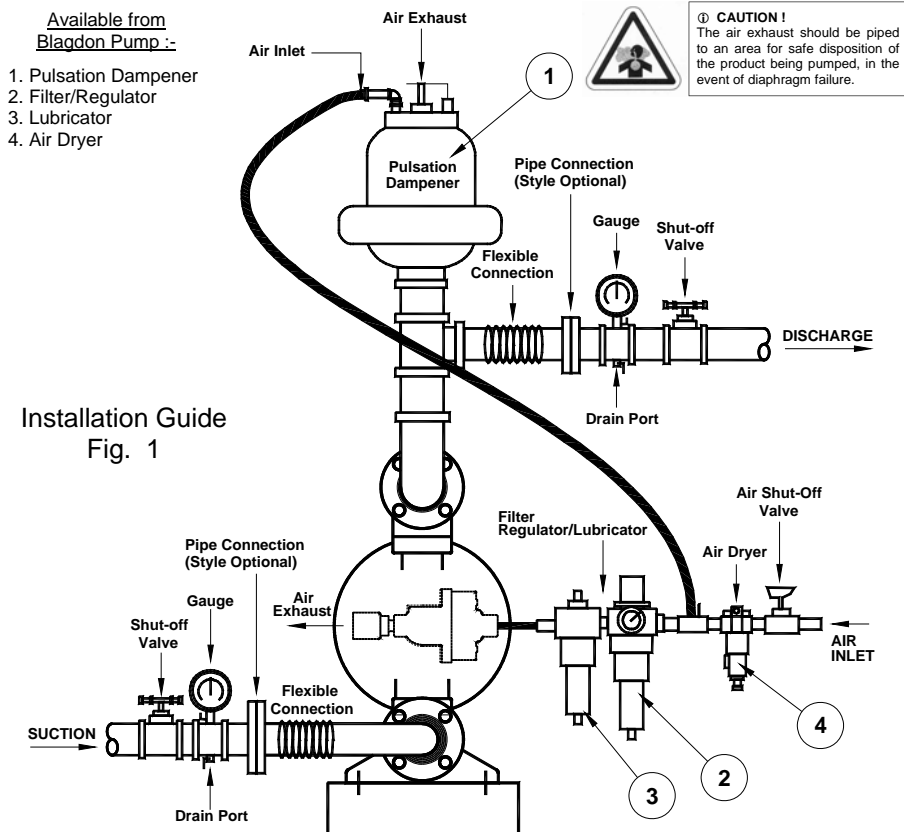 Available from
Blagdon Pump :-
1. Pulsation Dampener
2. Filter/Regulator
3. Lubricator
4. Air Dryer
Air Exhaust
Air Inlet
1
CAUTION !
The air exhaust should be piped
to an area for safe disposition of
the product being pumped, in the
event of diaphragm failure.
Pulsation
Dampener
Pipe Connection
(Style Optional)
Gauge
Shut-off
Valve
Flexible
Connection
DISCHARGE
Drain Port
Installation Guide
Fig. 1
Filter
Regulator/Lubricator
Air Shut-Off
Valve
Air Dryer
AIR
INLET
Pipe Connection
(Style Optional)
Air
Exhaust
Gauge
Shut-off
Valve
Flexible
Connection
SUCTION
Drain Port
3
2
4